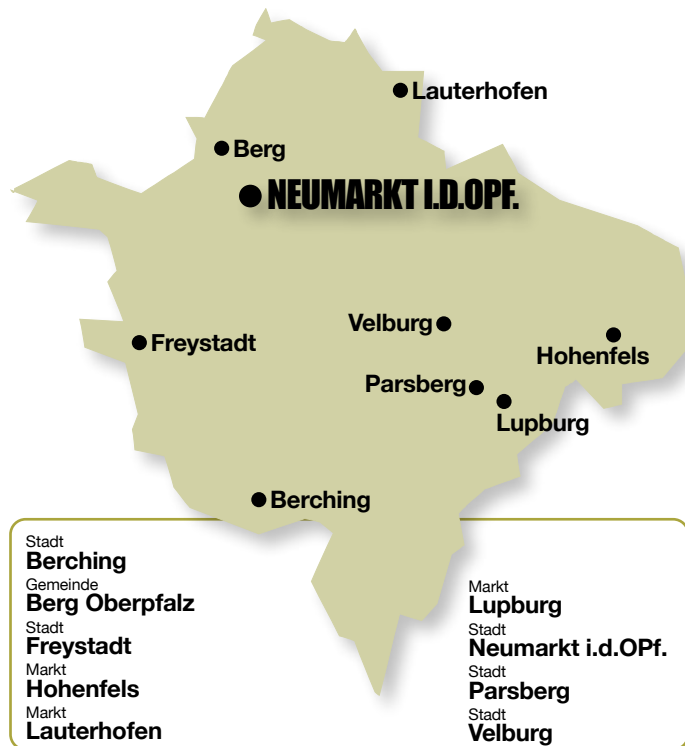 Lauterhofen
Berg
NEUMARKT I.D.OPF.
Velburg
Freystadt
Hohenfels
Parsberg
Lupburg
Berching
Stadt
Berching
Gemeinde
Berg Oberpfalz
Stadt
Freystadt
Markt
Hohenfels
Markt
Lauterhofen
Markt
Lupburg
Stadt
Neumarkt i.d.OPf.
Stadt
Parsberg
Stadt
Velburg